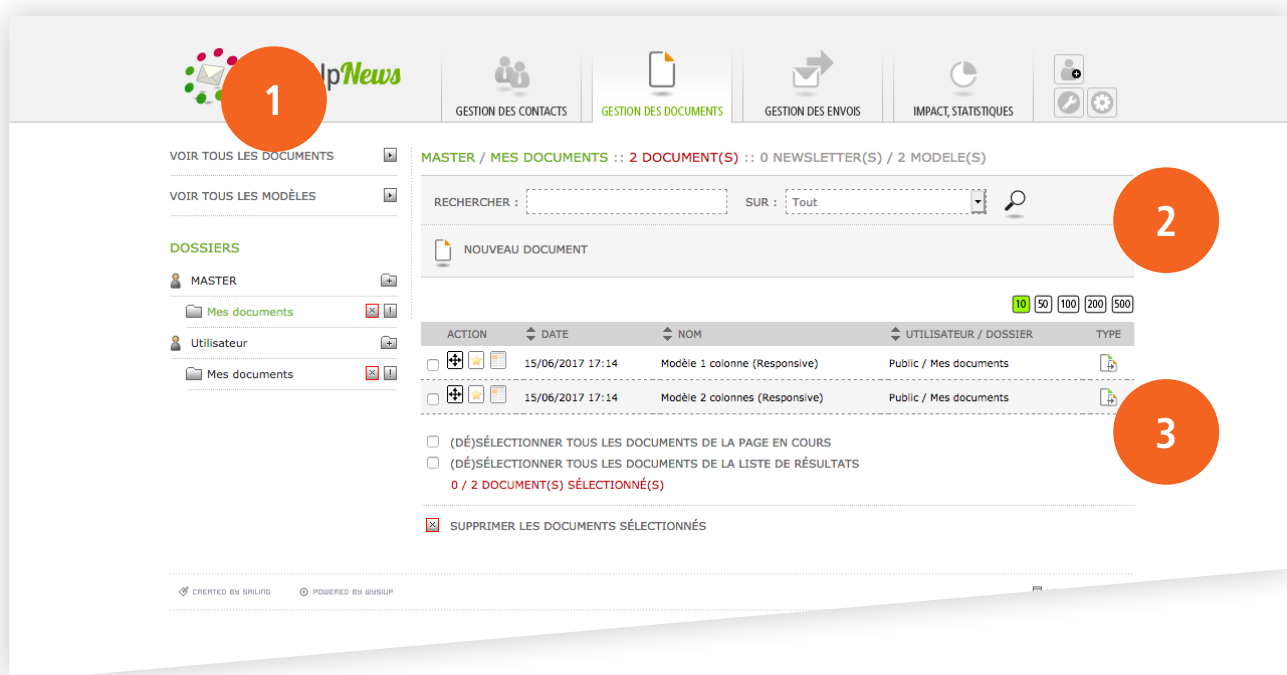 1
pNews
GESTION DES CONTACTS
GESTION DES DOCUMENTS
GESTION DES ENVOIS
IMPACT, STATISTIQUES
VOIR TOUS LES DOCUMENTS
VOIR TOUS LES MODÈLES
DOSSIERS
MASTER
Mes documents
Utilisateur
Mes documents
MASTER / MES DOCUMENTS :: 2 DOCUMENT(S) :: 0 NEWSLETTER(S) / 2 MODELE(S)
RECHERCHER : SUR : Tout
2
NOUVEAU DOCUMENT
10 50 100 200 500
ACTION DATE NOM UTILISATEUR / DOSSIER TYPE
15/06/2017 17:14 Modèle 1 colonne (Responsive) Public / Mes documents
15/06/2017 17:14 Modèle 2 colonnes (Responsive) Public / Mes documents
3
(DÉ)SÉLECTIONNER TOUS LES DOCUMENTS DE LA PAGE EN COURS
(DÉ)SÉLECTIONNER TOUS LES DOCUMENTS DE LA LISTE DE RÉSULTATS
0 / 2 DOCUMENT(S) SÉLECTIONNÉ(S)
SUPPRIMER LES DOCUMENTS SÉLECTIONNÉS
CREATED BY SAILING POWERED BY WYSIUP